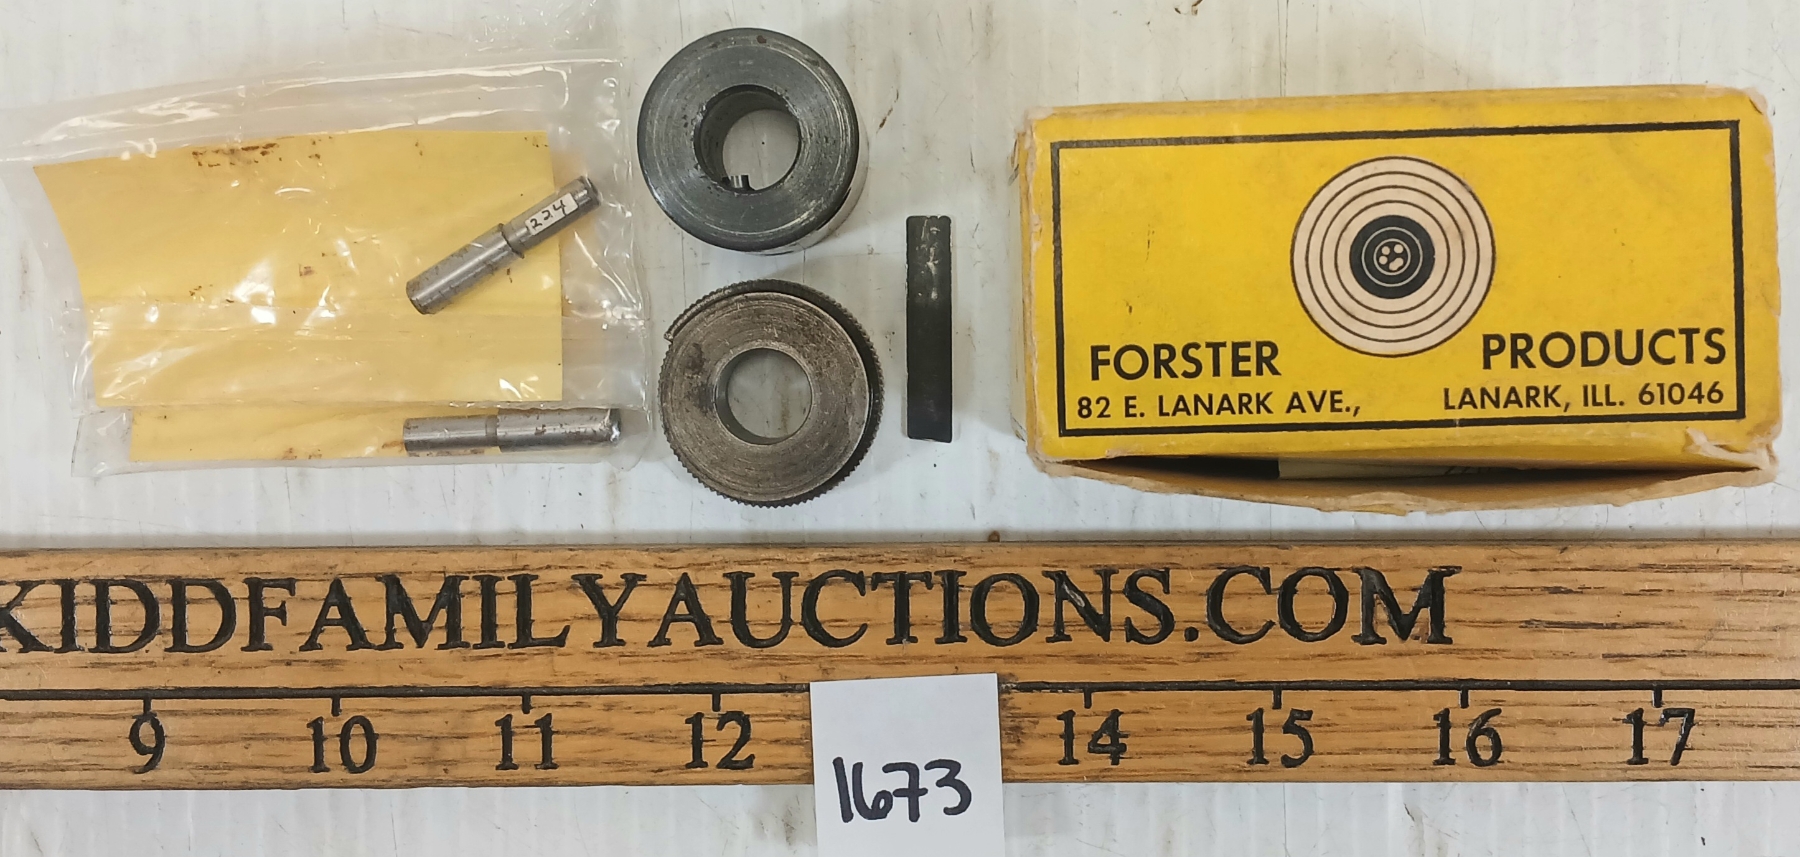 224
FORSTER PRODUCTS
82 E. LANARK AVE., LANARK, ILL. 61046
KIDDFAMILYAUCTIONS.COM
9 10 11 12 14 15 16 17
1673